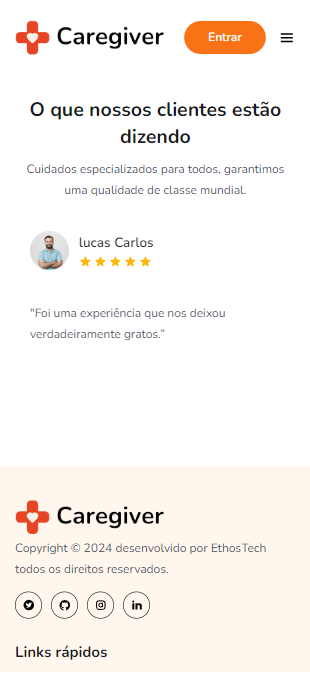 Caregiver
Entrar
O que nossos clientes estão
dizendo
Cuidados especializados para todos, garantimos
uma qualidade de classe mundial.
lucas Carlos
"Foi uma experiência que nos deixou
verdadeiramente gratos."
Caregiver
Copyright © 2024 desenvolvido por EthosTech
todos os direitos reservados.
Links rápidos